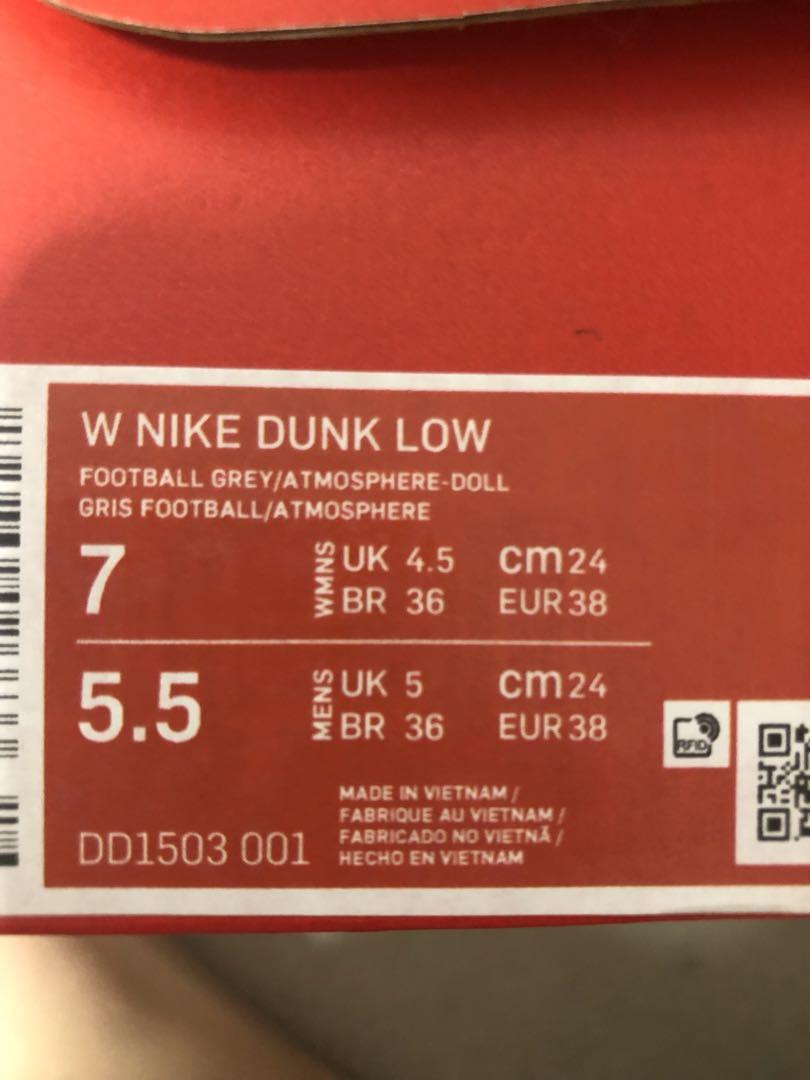 W NIKE DUNK LOW
FOOTBALL GREY/ATMOSPHERE-DOLL
GRIS FOOTBALL/ATMOSPHERE
7 WMNS UK 4.5 cm 24
BR 36 EUR 38
5.5 MENS UK 5 cm 24
BR 36 EUR 38
RFID
MADE IN VIETNAM /
FABRIQUE AU VIETNAM /
FABRICADO NO VIETNÃ /
DD1503 001 HECHO EN VIETNAM